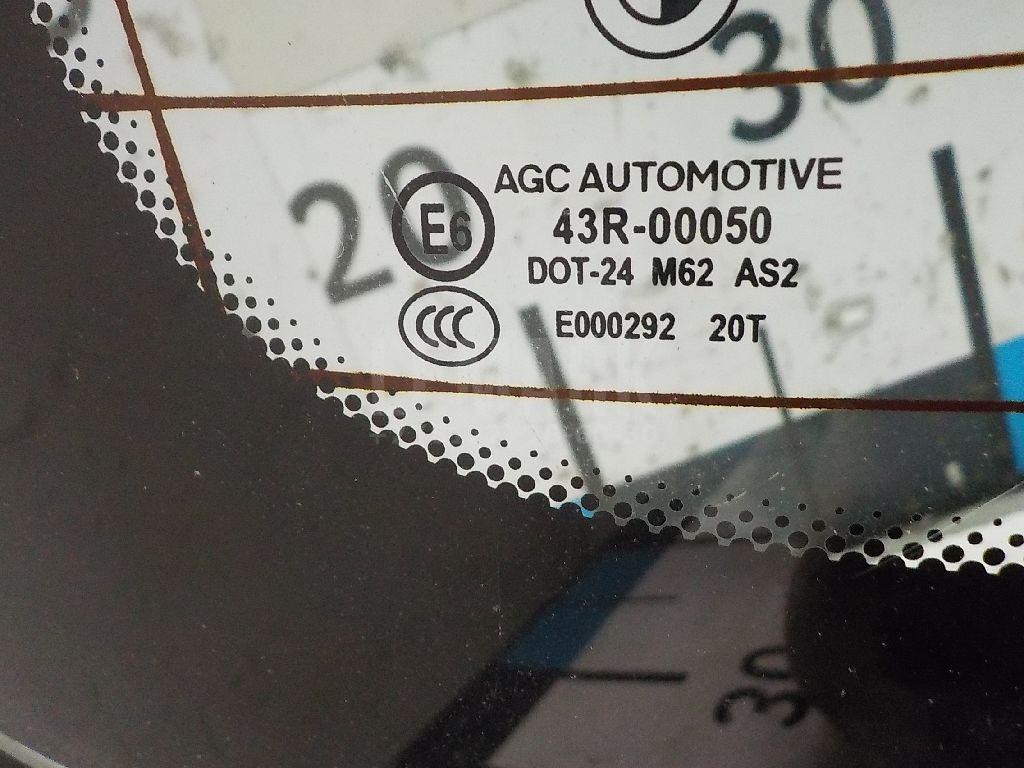 30
AGC AUTOMOTIVE
20
E6
43R-00050
DOT-24 M62 AS2
CCC
E000292 20T
30